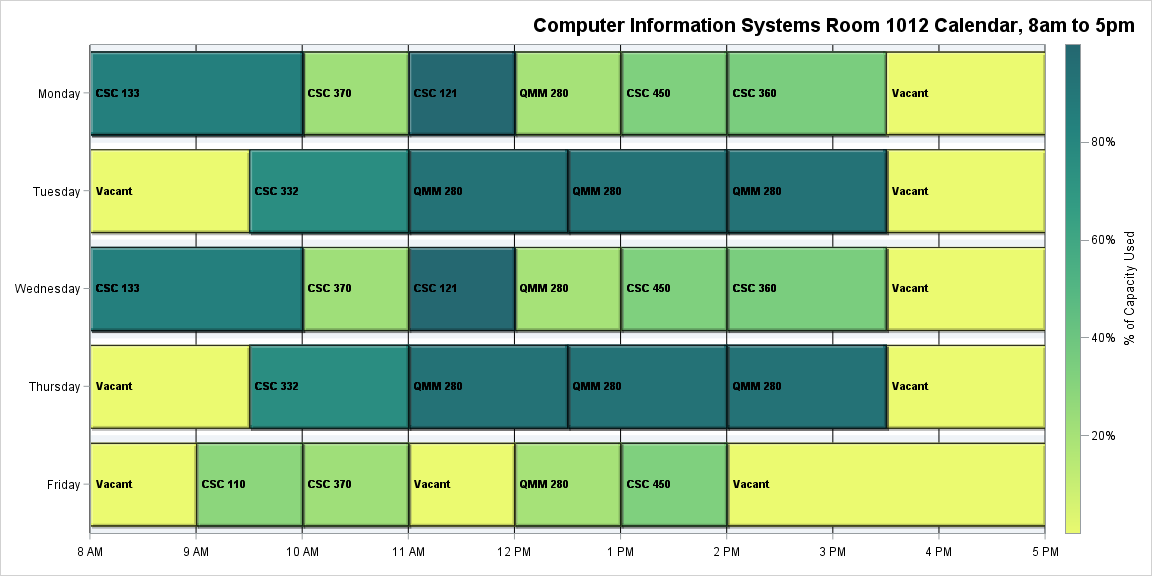 Computer Information Systems Room 1012 Calendar, 8am to 5pm
Monday
CSC 133
CSC 370
CSC 121
QMM 280
CSC 450
CSC 360
Vacant
Tuesday
Vacant
CSC 332
QMM 280
QMM 280
QMM 280
Vacant
Wednesday
CSC 133
CSC 370
CSC 121
QMM 280
CSC 450
CSC 360
Vacant
Thursday
Vacant
CSC 332
QMM 280
QMM 280
QMM 280
Vacant
Friday
Vacant
CSC 110
CSC 370
Vacant
QMM 280
CSC 450
Vacant
8 AM
9 AM
10 AM
11 AM
12 PM
1 PM
2 PM
3 PM
4 PM
5 PM
80%
60%
40%
20%
% of Capacity Used